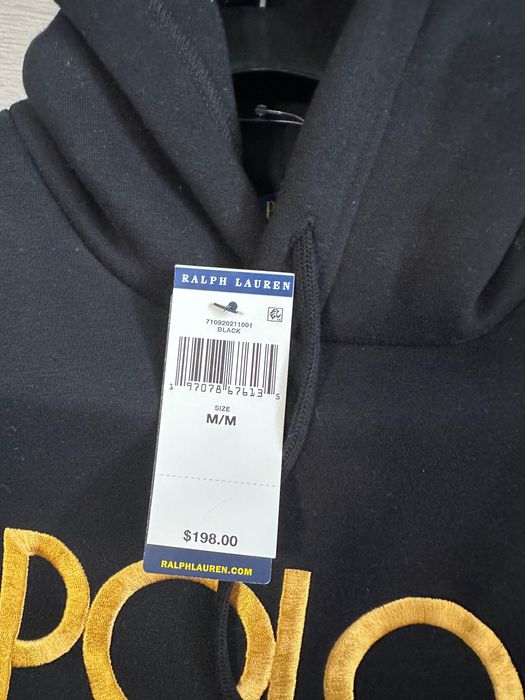 RALPH LAUREN
710920211001
BLACK
1 97078 67613 5
SIZE
M/M
$198.00
RALPHLAUREN.COM
POLO